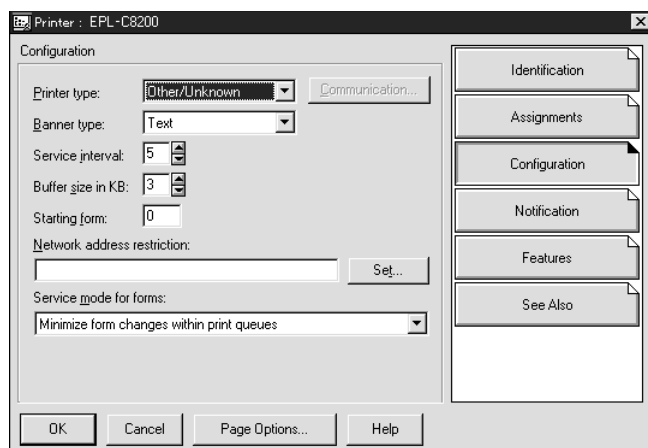 Printer : EPL-C8200
Configuration
Printer type: Other/Unknown Communication...
Banner type: Text
Service interval: 5
Buffer size in KB: 3
Starting form: 0
Network address restriction:
Set...
Service mode for forms:
Minimize form changes within print queues
OK Cancel Page Options... Help
Identification
Assignments
Configuration
Notification
Features
See Also